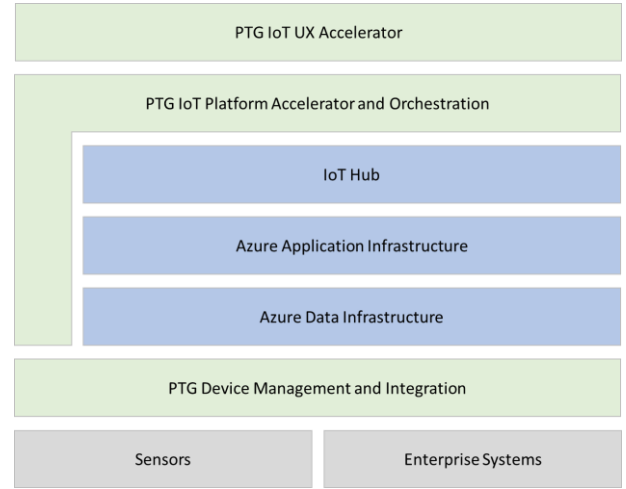 PTG IoT UX Accelerator
PTG IoT Platform Accelerator and Orchestration
IoT Hub
Azure Application Infrastructure
Azure Data Infrastructure
PTG Device Management and Integration
Sensors
Enterprise Systems